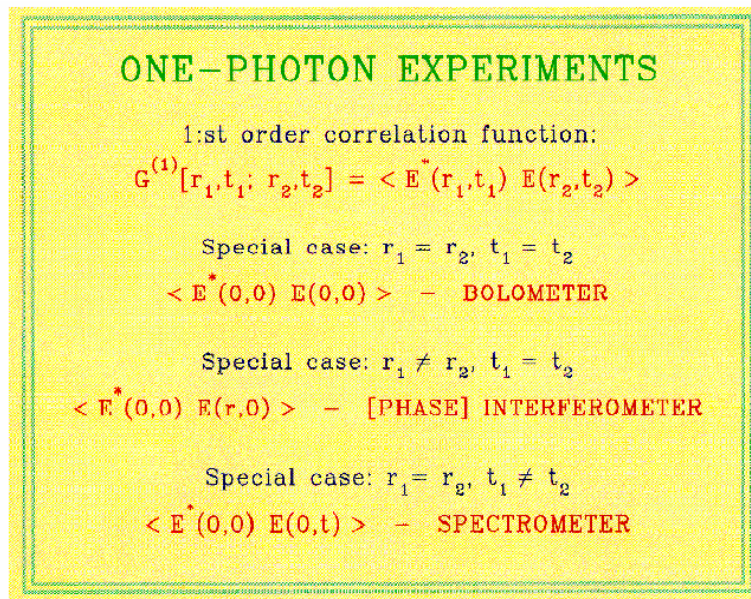 ONE-PHOTON EXPERIMENTS
1:st order correlation function:
G⁽¹⁾[r₁,t₁; r₂,t₂] = < E*(r₁,t₁) E(r₂,t₂) >
Special case: r₁ = r₂, t₁ = t₂
< E*(0,0) E(0,0) > - BOLOMETER
Special case: r₁ ≠ r₂, t₁ = t₂
< E*(0,0) E(r,0) > - [PHASE] INTERFEROMETER
Special case: r₁= r₂, t₁ ≠ t₂
< E*(0,0) E(0,t) > - SPECTROMETER